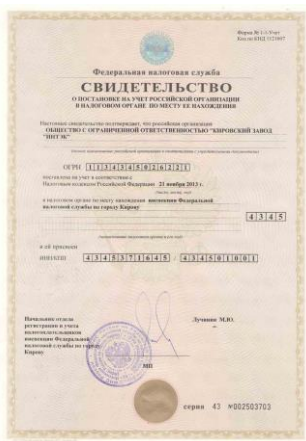 Форма № 1-1-Учет
Код по КНД 1121007
Федеральная налоговая служба
СВИДЕТЕЛЬСТВО
О ПОСТАНОВКЕ НА УЧЕТ РОССИЙСКОЙ ОРГАНИЗАЦИИ
В НАЛОГОВОМ ОРГАНЕ ПО МЕСТУ ЕЕ НАХОЖДЕНИЯ
Настоящее свидетельство подтверждает, что российская организация
ОБЩЕСТВО С ОГРАНИЧЕННОЙ ОТВЕТСТВЕННОСТЬЮ "КИРОВСКИЙ ЗАВОД
ОГРН 1134345026221
поставлена на учет в соответствии с
Налоговым кодексом Российской Федерации 21 ноября 2013 г.
в налоговом органе по месту нахождения инспекции Федеральной
налоговой службы по городу Кирову
4345
и ей присвоен
ИНН/КПП 4345371645 / 434501001
Начальник отдела
регистрации и учета
налогоплательщиков
инспекции Федеральной
налоговой службы по городу
Кирову
Лучинин М.Ю.
МП
серия 43 №002503703